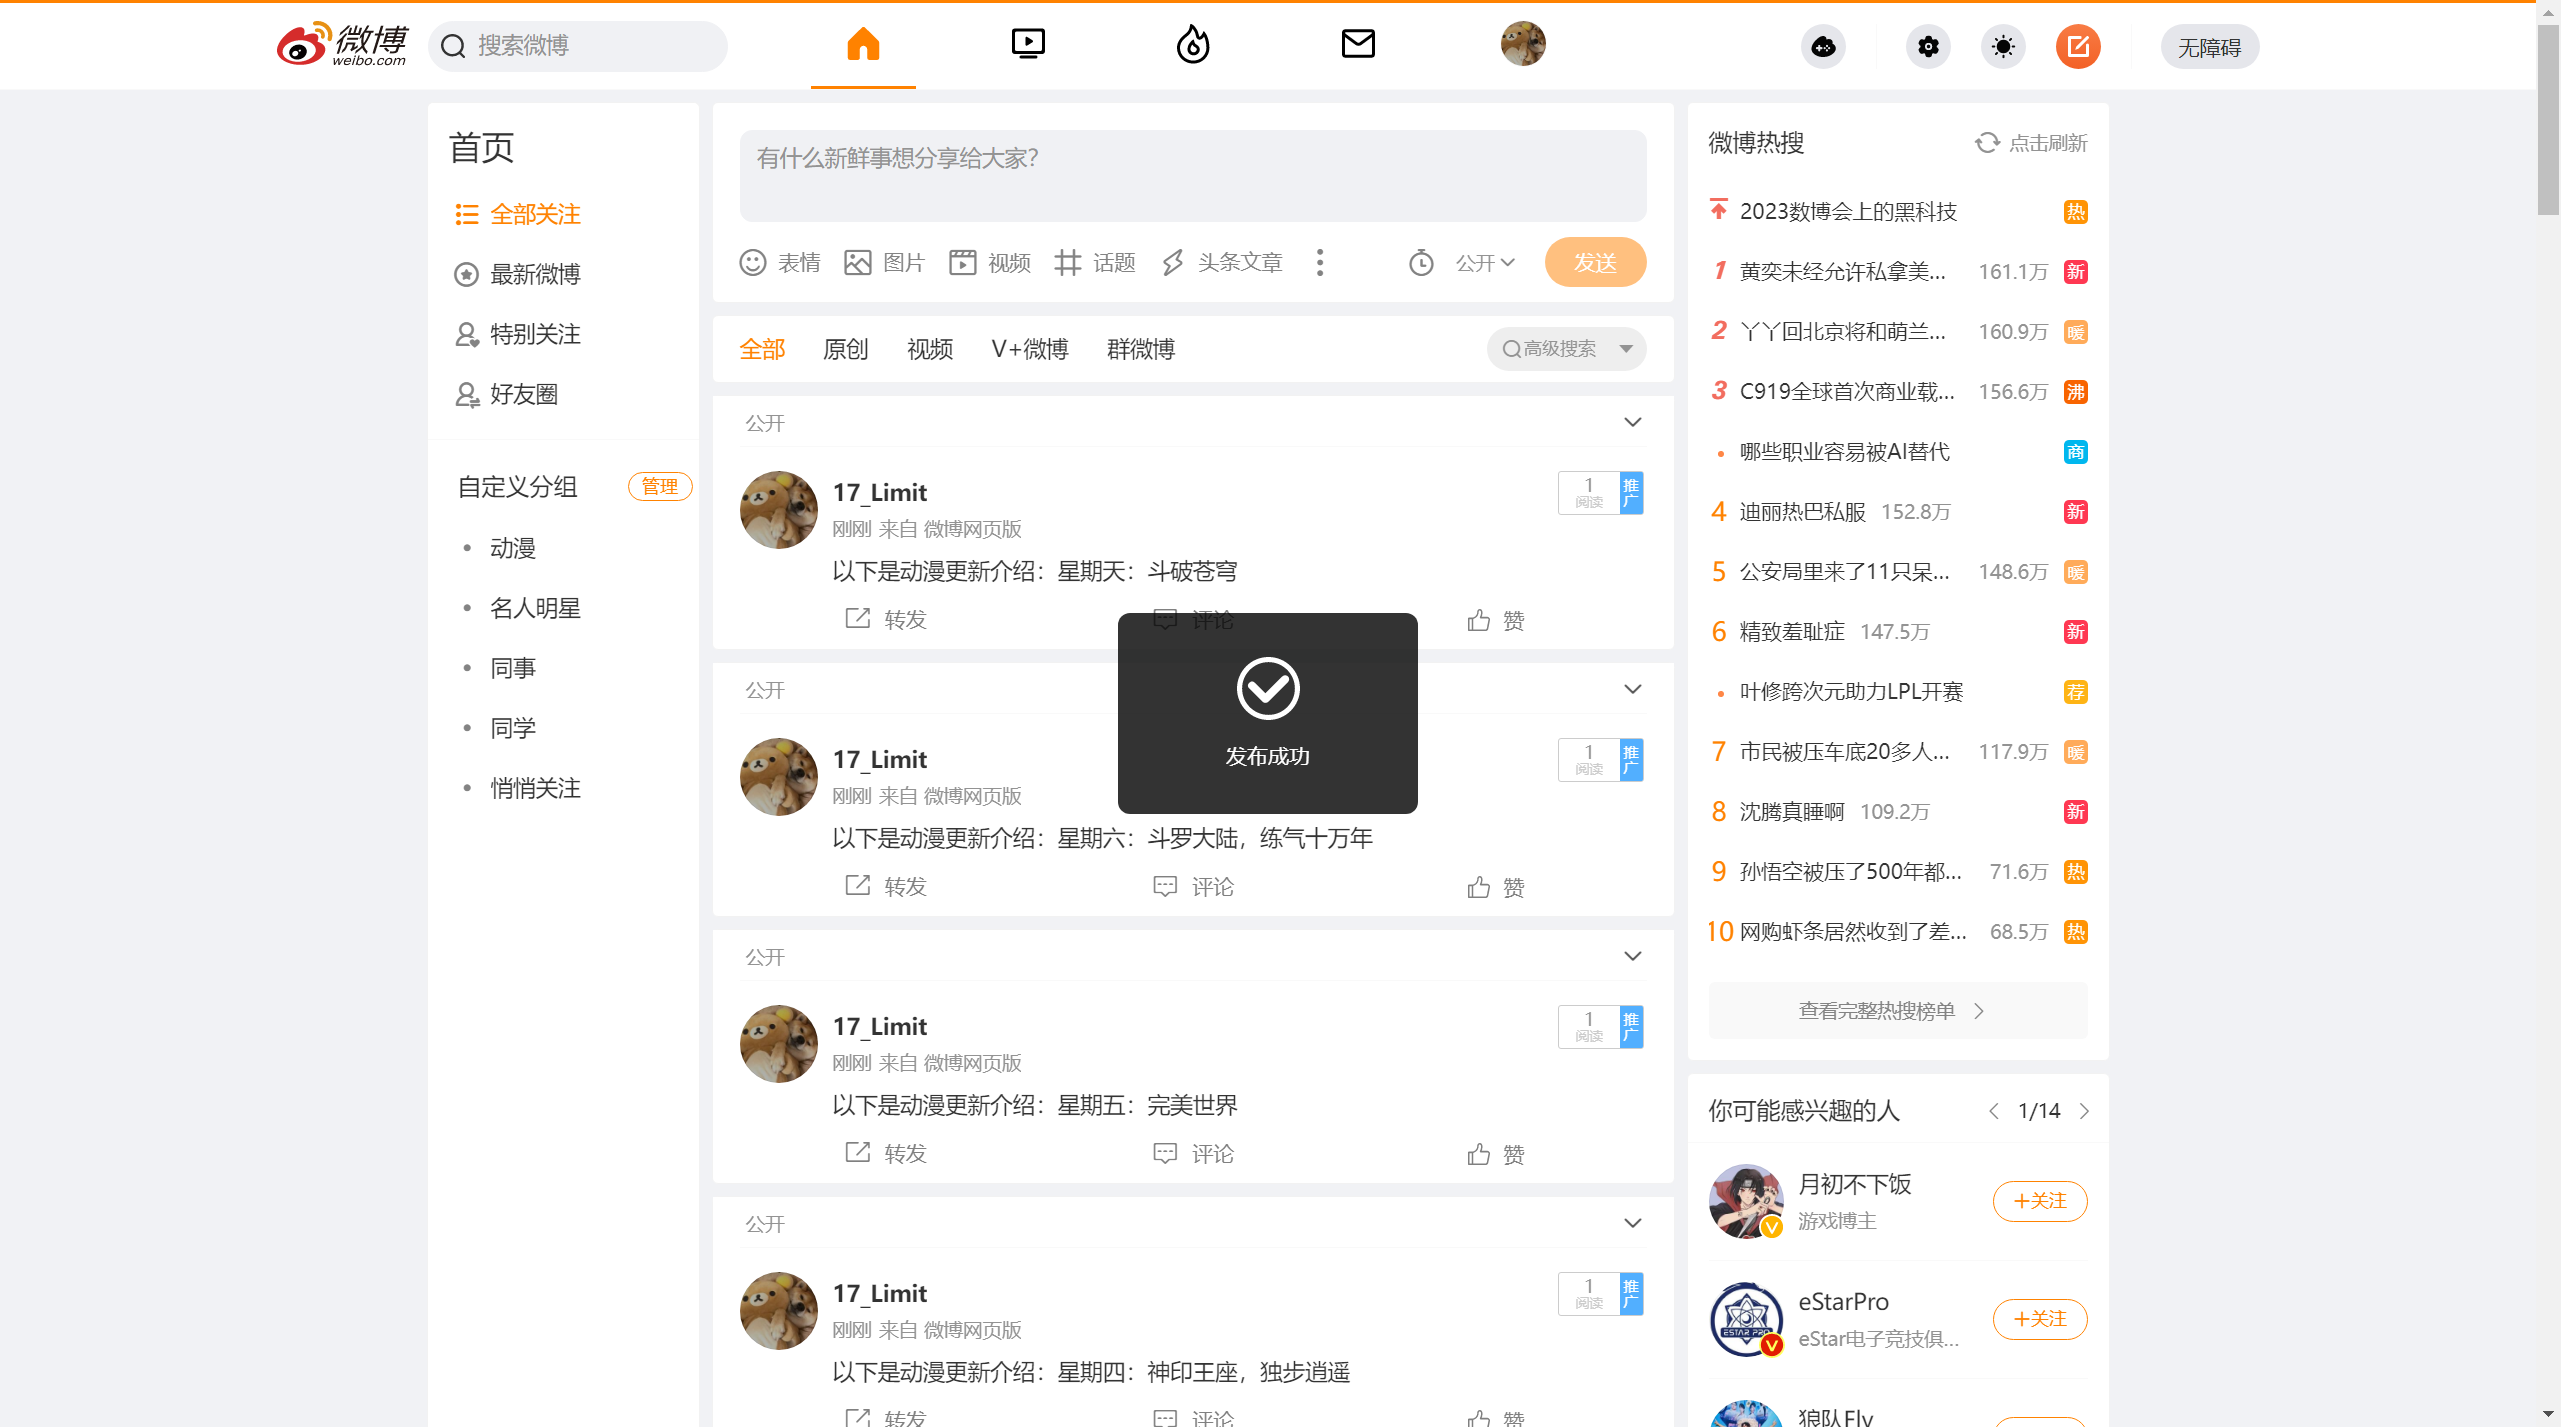 微博
weibo.com
搜索微博
无障碍
首页
全部关注
最新微博
特别关注
好友圈
自定义分组
管理
动漫
名人明星
同事
同学
悄悄关注
有什么新鲜事想分享给大家？
表情 图片 视频 话题 头条文章 公开 发送
全部 原创 视频 V+微博 群微博 高级搜索
公开
17_Limit
1
阅读
推广
刚刚 来自 微博网页版
以下是动漫更新介绍：星期天：斗破苍穹
转发 评论 赞
发布成功
公开
17_Limit
1
阅读
推广
刚刚 来自 微博网页版
以下是动漫更新介绍：星期六：斗罗大陆，练气十万年
转发 评论 赞
公开
17_Limit
1
阅读
推广
刚刚 来自 微博网页版
以下是动漫更新介绍：星期五：完美世界
转发 评论 赞
公开
17_Limit
1
阅读
推广
刚刚 来自 微博网页版
以下是动漫更新介绍：星期四：神印王座，独步逍遥
转发 评论 赞
微博热搜 点击刷新
2023数博会上的黑科技 热
1 黄奕未经允许私拿美... 161.1万 新
2 丫丫回北京将和萌兰... 160.9万 暖
3 C919全球首次商业载... 156.6万 沸
哪些职业容易被AI替代 商
4 迪丽热巴私服 152.8万 新
5 公安局里来了11只呆... 148.6万 暖
6 精致羞耻症 147.5万 新
叶修跨次元助力LPL开赛 荐
7 市民被压车底20多人... 117.9万 暖
8 沈腾真睡啊 109.2万 新
9 孙悟空被压了500年都... 71.6万 热
10 网购虾条居然收到了差... 68.5万 热
查看完整热搜榜单
你可能感兴趣的人 1/14
月初不下饭
游戏博主
+关注
ESTAR PRO
eStarPro
eStar电子竞技俱...
+关注
狼队Fly